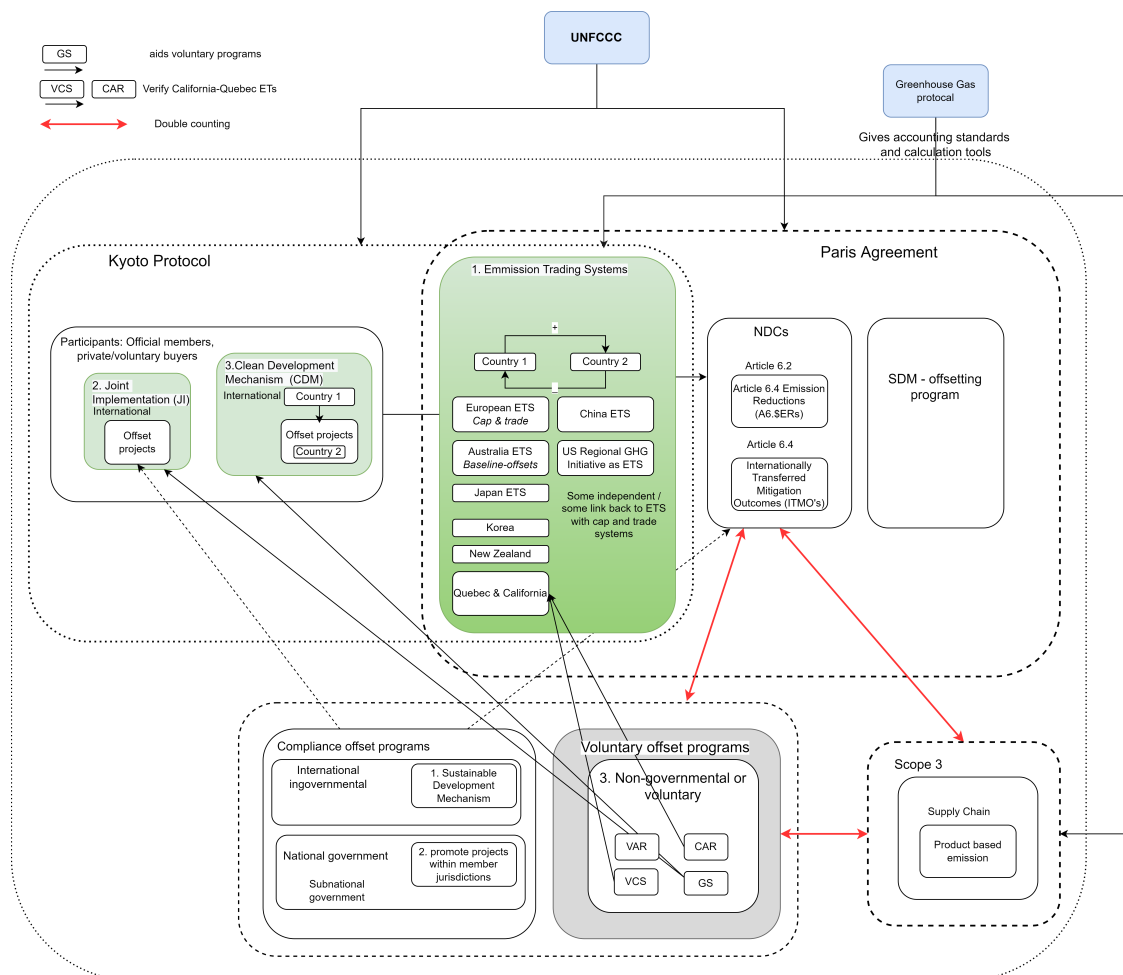 UNFCCC
GS
aids voluntary programs
VCS
CAR
Verify California-Quebec ETs
Double counting
Greenhouse Gas
protocal
Gives accounting standards
and calculation tools
Kyoto Protocol
Paris Agreement
1. Emmission Trading Systems
+
Country 1
Country 2
_
European ETS
Cap & trade
China ETS
Australia ETS
Baseline-offsets
US Regional GHG
Initiative as ETS
Japan ETS
Some independent /
some link back to ETS
with cap and trade
systems
Korea
New Zealand
Quebec & California
Participants: Official members,
private/voluntary buyers
2. Joint
Implementation (JI)
International
Offset
projects
3.Clean Development
Mechanism (CDM)
International
Country 1
Offset projects
Country 2
NDCs
Article 6.2
Article 6.4 Emission
Reductions
(A6.$ERs)
Article 6.4
Internationally
Transferred
Mitigation
Outcomes (ITMO's)
SDM - offsetting
program
Compliance offset programs
International
ingovernmental
1. Sustainable
Development
Mechanism
National government
Subnational
government
2. promote projects
within member
jurisdictions
Voluntary offset programs
3. Non-governmental or
voluntary
VAR
CAR
VCS
GS
Scope 3
Supply Chain
Product based
emission